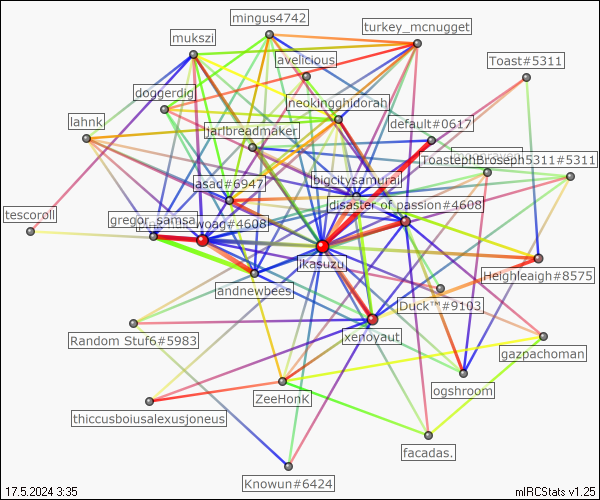 mingus4742
turkey_mcnugget
mukszi
avelicious
Toast#5311
doggerdig
neokingghidorah
lahnk
default#0617
jarlbreadmaker
ToastephBroseph5311#5311
bigcitysamurai
asad#6947
disaster of passion#4608
tescoroll
gregor_samsa
woag#4608
ikasuzu
Heighleaigh#8575
andnewbees
Duck™#9103
Random Stuf6#5983
xenoyaut
gazpachoman
ogshroom
ZeeHonK
thiccusboiusalexusjoneus
facadas.
Knowun#6424
17.5.2024 3:35
mIRCStats v1.25